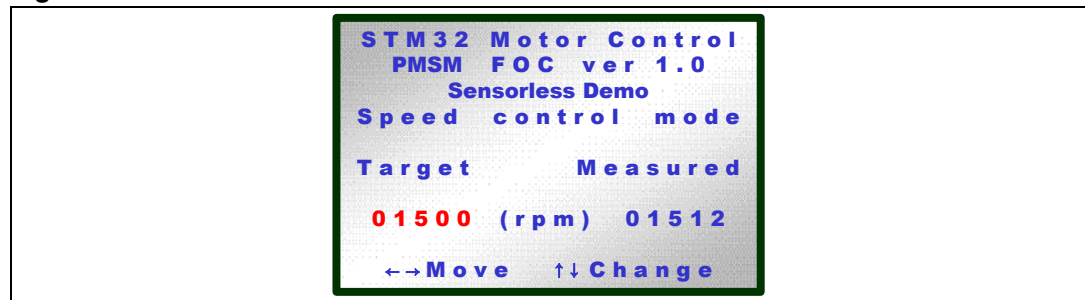 STM32 Motor Control
PMSM FOC ver 1.0
Sensorless Demo
Speed control mode
Target Measured
01500 (rpm) 01512
←→Move ↑↓Change